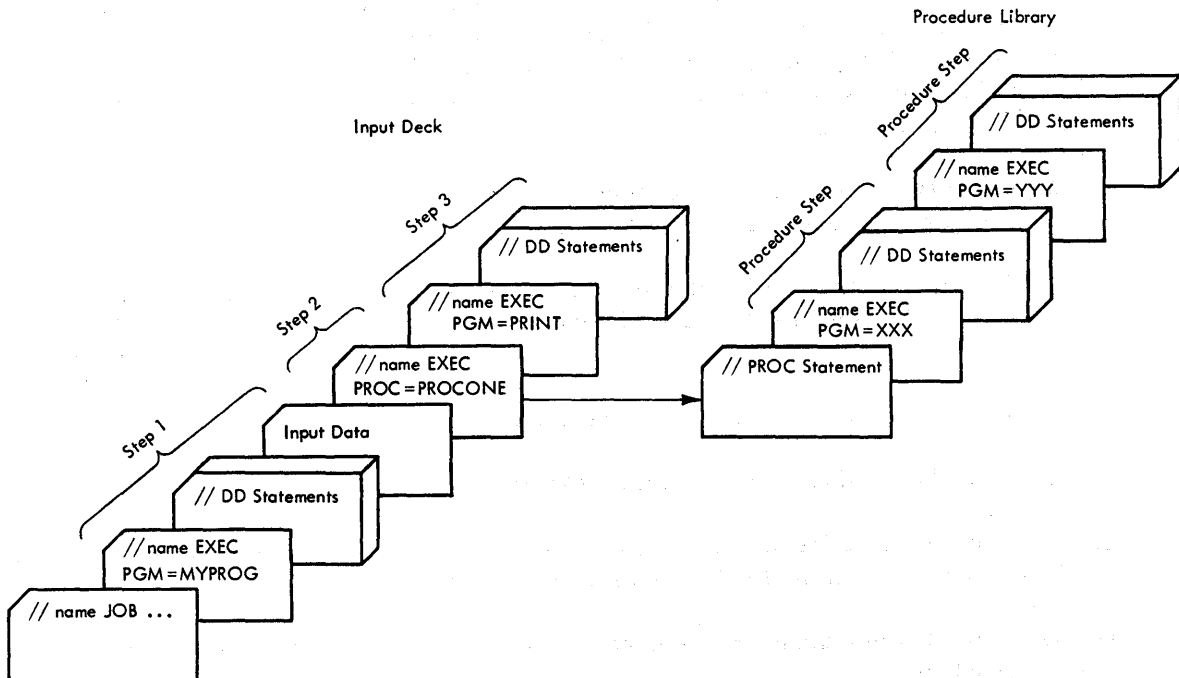 Procedure Library
Input Deck
Step 1
Step 2
Step 3
Procedure Step
Procedure Step
// name JOB ...
// name EXEC
PGM=MYPROG
// DD Statements
Input Data
// name EXEC
PROC=PROCONE
// name EXEC
PGM=PRINT
// DD Statements
// PROC Statement
// name EXEC
PGM=XXX
// DD Statements
// name EXEC
PGM=YYY
// DD Statements